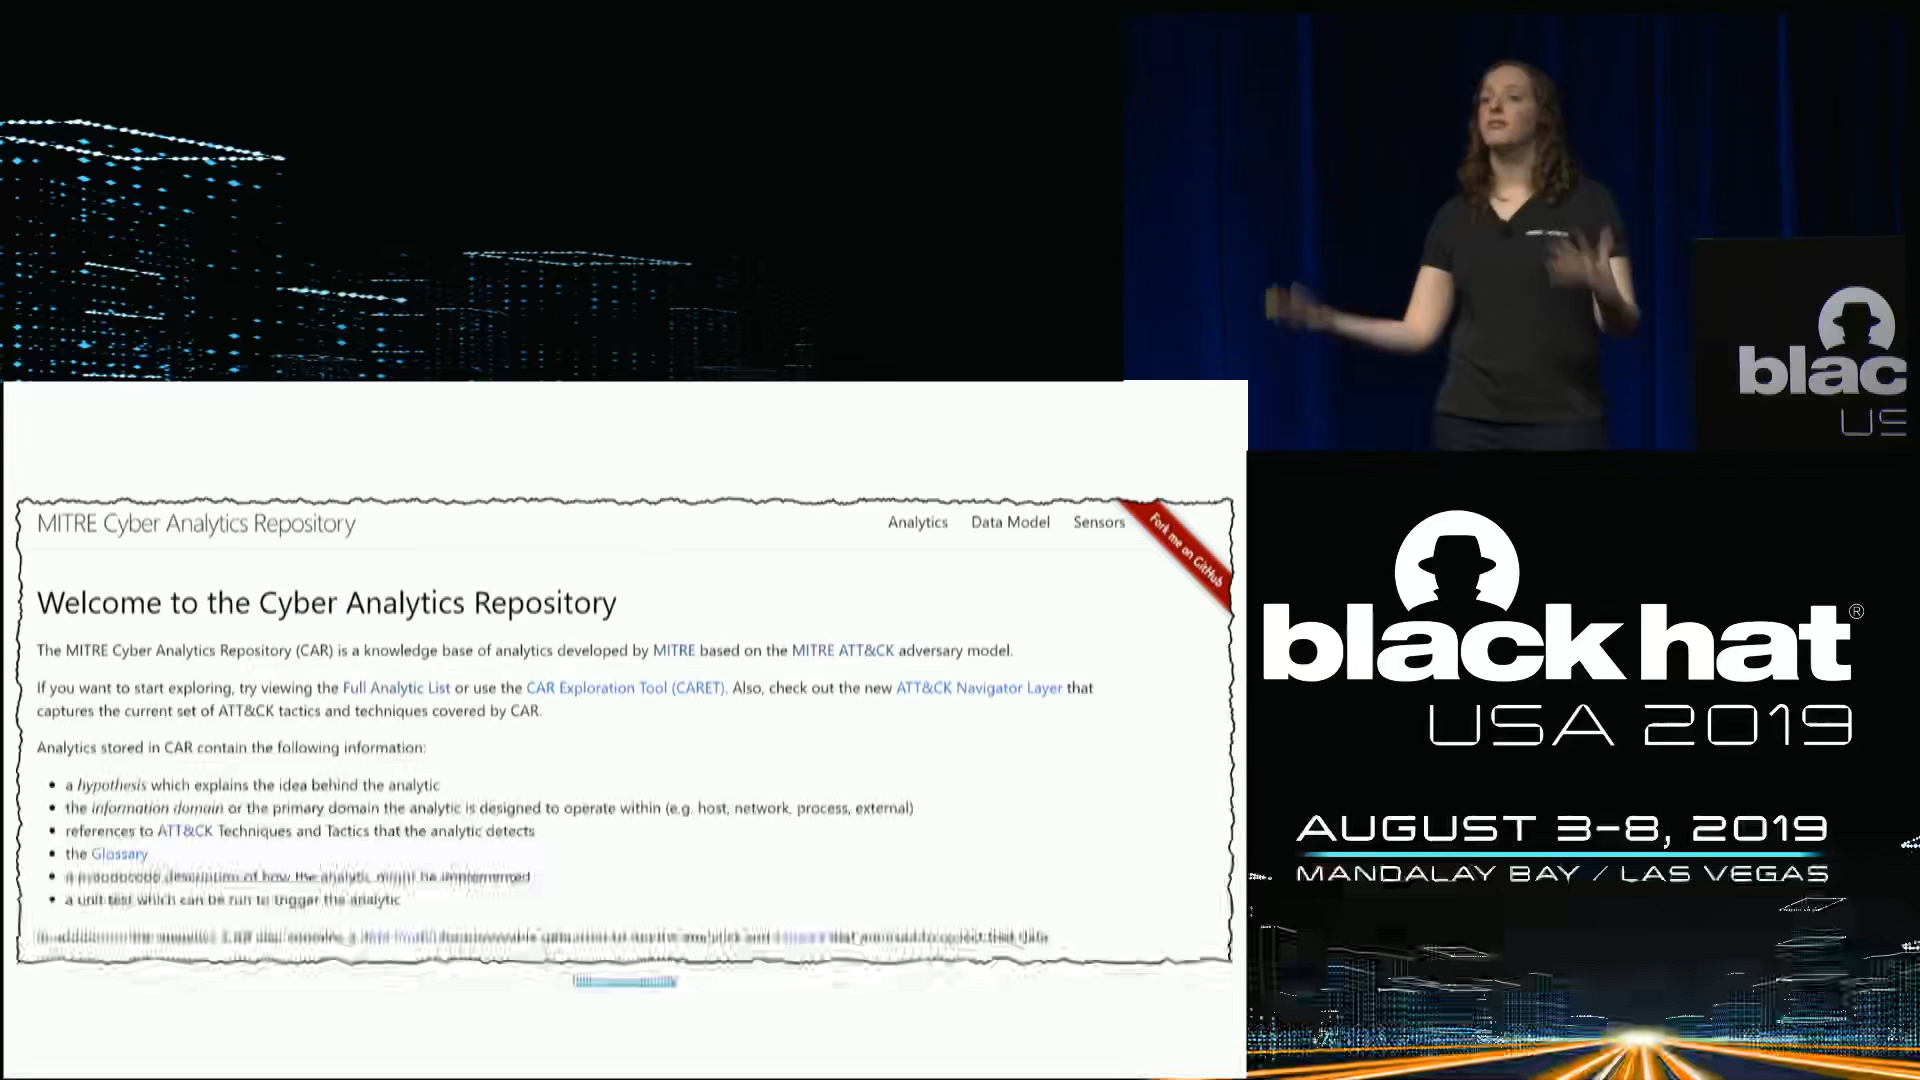 blac
US
MITRE Cyber Analytics Repository
Analytics Data Model Sensors
Fork me on GitHub
Welcome to the Cyber Analytics Repository
The MITRE Cyber Analytics Repository (CAR) is a knowledge base of analytics developed by MITRE based on the MITRE ATT&CK adversary model.
If you want to start exploring, try viewing the Full Analytic List or use the CAR Exploration Tool (CARET). Also, check out the new ATT&CK Navigator Layer that
captures the current set of ATT&CK tactics and techniques covered by CAR.
Analytics stored in CAR contain the following information:
• a hypothesis which explains the idea behind the analytic
• the information domain or the primary domain the analytic is designed to operate within (e.g. host, network, process, external)
• references to ATT&CK Techniques and Tactics that the analytic detects
• the Glossary
• a description of how the analytic might be implemented
• a unit test which can be run to trigger the analytic
black hat®
USA 2019
AUGUST 3-8, 2019
MANDALAY BAY / LAS VEGAS